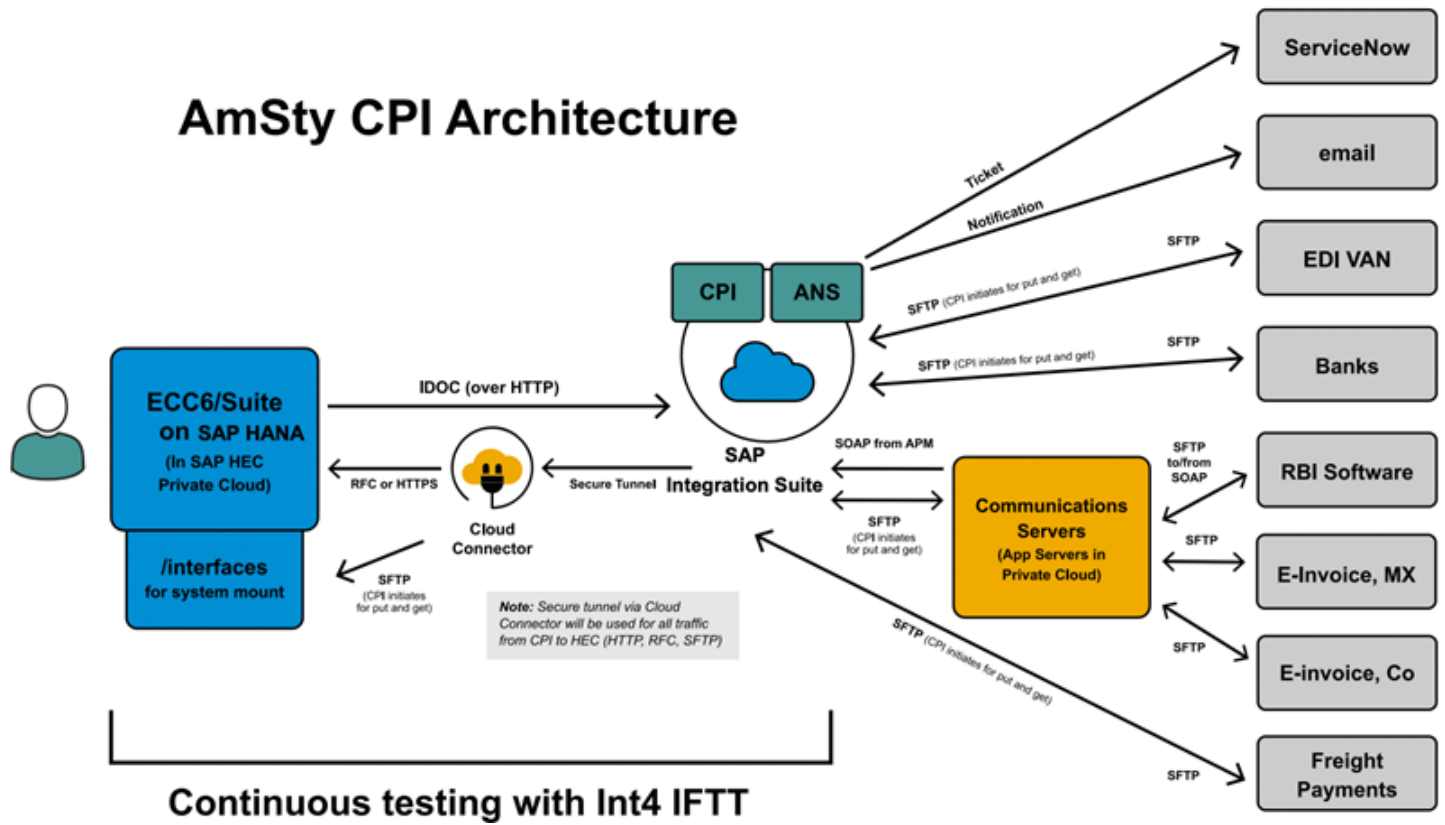 AmSty CPI Architecture
ServiceNow
email
EDI VAN
Banks
RBI Software
E-Invoice, MX
E-invoice, Co
Freight
Payments
Ticket
Notification
SFTP
SFTP (CPI initiates for put and get)
SFTP
SFTP (CPI initiates for put and get)
CPI
ANS
SAP
Integration Suite
ECC6/Suite
on SAP HANA
(In SAP HEC
Private Cloud)
/interfaces
for system mount
IDOC (over HTTP)
RFC or HTTPS
Cloud
Connector
Secure Tunnel
SFTP
(CPI initiates
for put and get)
Note: Secure tunnel via Cloud
Connector will be used for all traffic
from CPI to HEC (HTTP, RFC, SFTP)
SOAP from APM
SFTP
(CPI initiates
for put and get)
Communications
Servers
(App Servers in
Private Cloud)
SFTP
to/from
SOAP
SFTP
SFTP
SFTP (CPI initiates for put and get)
SFTP
Continuous testing with Int4 IFTT